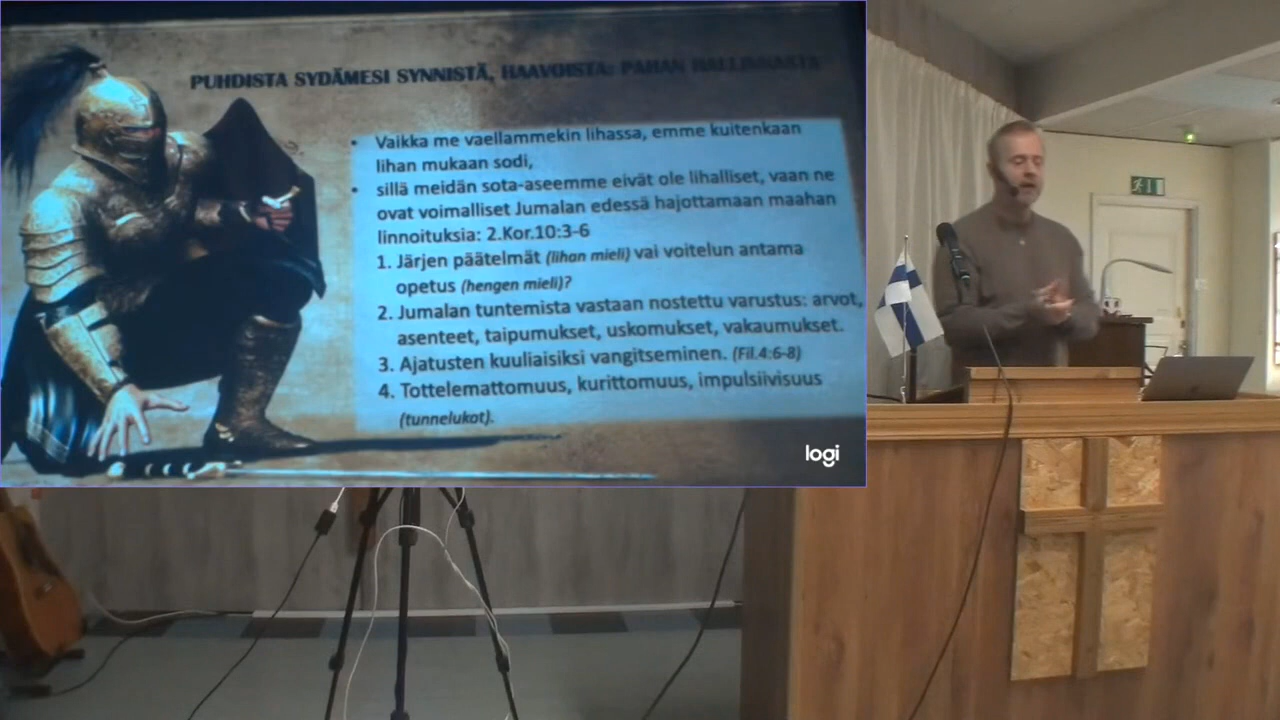 PUHDISTA SYDÄMESI SYNNISTÄ, HAAVOISTA: PAHAN HALLINNASTA
• Vaikka me vaellammekin lihassa, emme kuitenkaan
lihan mukaan sodi,
• sillä meidän sota-aseemme eivät ole lihalliset, vaan ne
ovat voimalliset Jumalan edessä hajottamaan maahan
linnoituksia: 2.Kor.10:3-6
1. Järjen päätelmät (lihan mieli) vai voitelun antama
opetus (hengen mieli)?
2. Jumalan tuntemista vastaan nostettu varustus: arvot,
asenteet, taipumukset, uskomukset, vakaumukset.
3. Ajatusten kuuliaisiksi vangitseminen. (Fil.4:6-8)
4. Tottelemattomuus, kurittomuus, impulsiivisuus
(tunnelukot).
logi